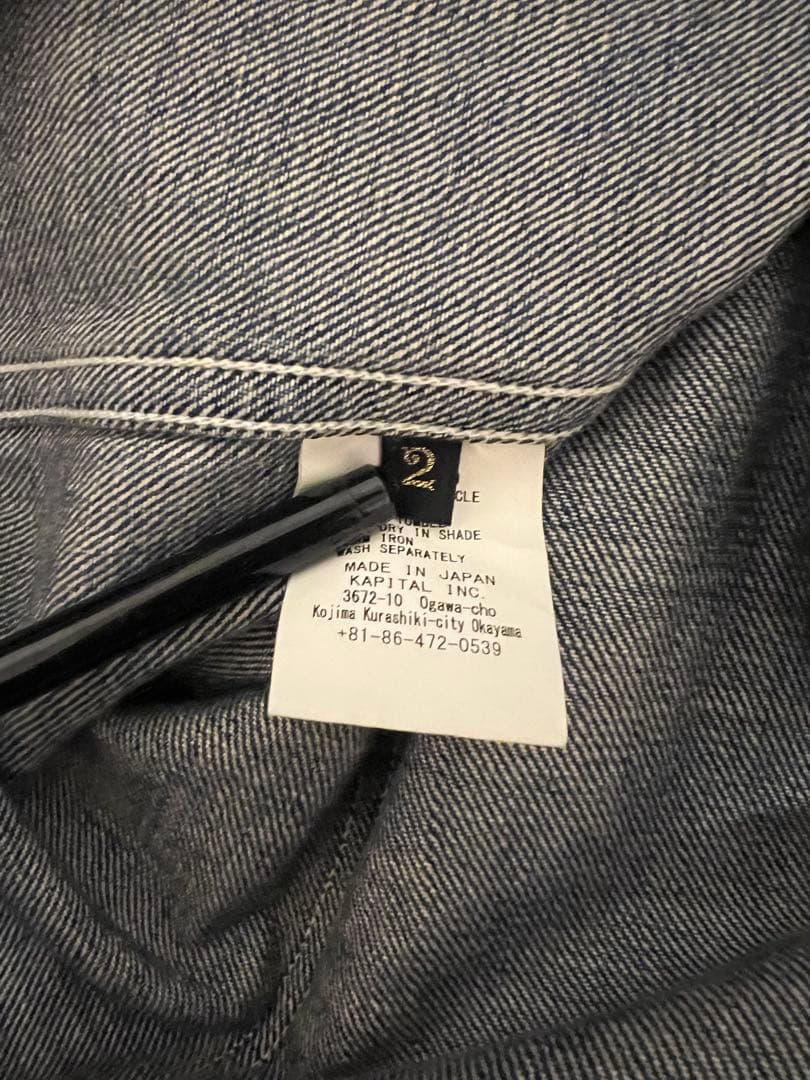 2
CLE
DRY IN SHADE
IRON
WASH SEPARATELY
MADE IN JAPAN
KAPITAL INC.
3672-10 Ogawa-cho
Kojima Kurashiki-city Okayama
+81-86-472-0539